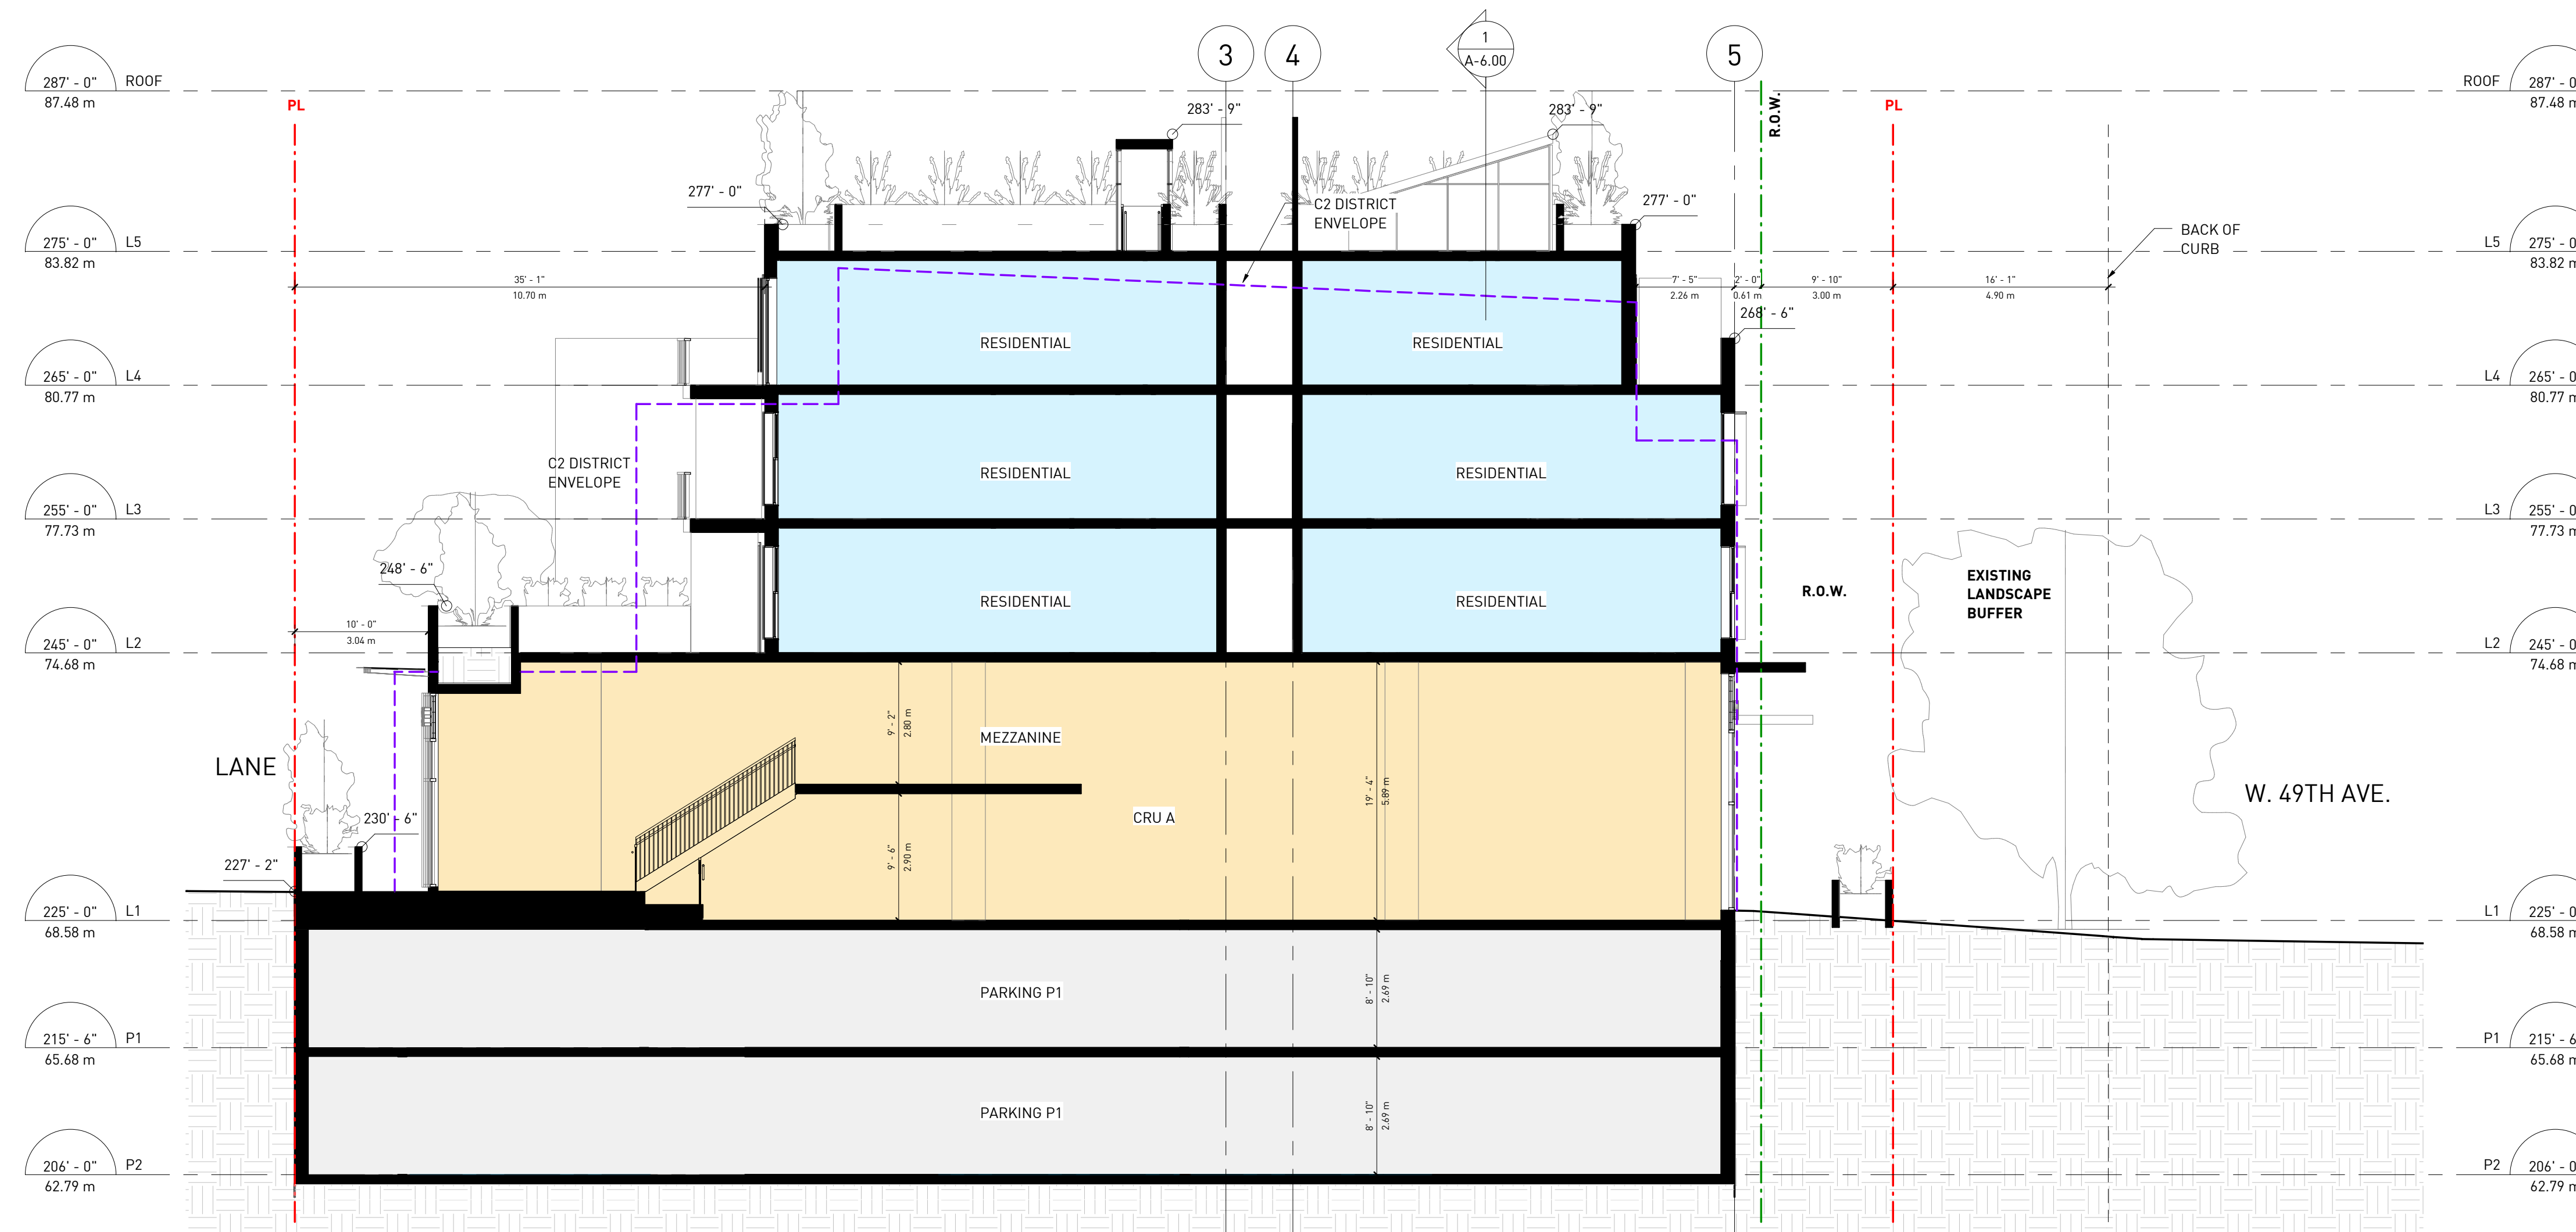 3
4
1
A-6.00
5
287' - 0"
ROOF
87.48 m
PL
283' - 9"
283' - 9"
R.O.W.
PL
ROOF
287' - 0
87.48 m
277' - 0"
C2 DISTRICT
ENVELOPE
277' - 0"
BACK OF
CURB
275' - 0"
L5
83.82 m
L5
275' - 0
83.82 m
35' - 1"
10.70 m
7' - 5"
2.26 m
2' - 0"
0.61 m
9' - 10"
3.00 m
16' - 1"
4.90 m
268' - 6"
RESIDENTIAL
RESIDENTIAL
265' - 0"
L4
80.77 m
L4
265' - 0
80.77 m
C2 DISTRICT
ENVELOPE
RESIDENTIAL
RESIDENTIAL
255' - 0"
L3
77.73 m
L3
255' - 0
77.73 m
248' - 6"
RESIDENTIAL
RESIDENTIAL
R.O.W.
EXISTING
LANDSCAPE
BUFFER
10' - 0"
3.04 m
245' - 0"
L2
74.68 m
L2
245' - 0
74.68 m
9' - 2"
2.80 m
MEZZANINE
LANE
19' - 4"
5.89 m
W. 49TH AVE.
230' - 6"
CRU A
9' - 6"
2.90 m
227' - 2"
225' - 0"
L1
68.58 m
L1
225' - 0
68.58 m
PARKING P1
8' - 10"
2.69 m
215' - 6"
P1
65.68 m
P1
215' - 6
65.68 m
PARKING P1
8' - 10"
2.69 m
206' - 0"
P2
62.79 m
P2
206' - 0
62.79 m